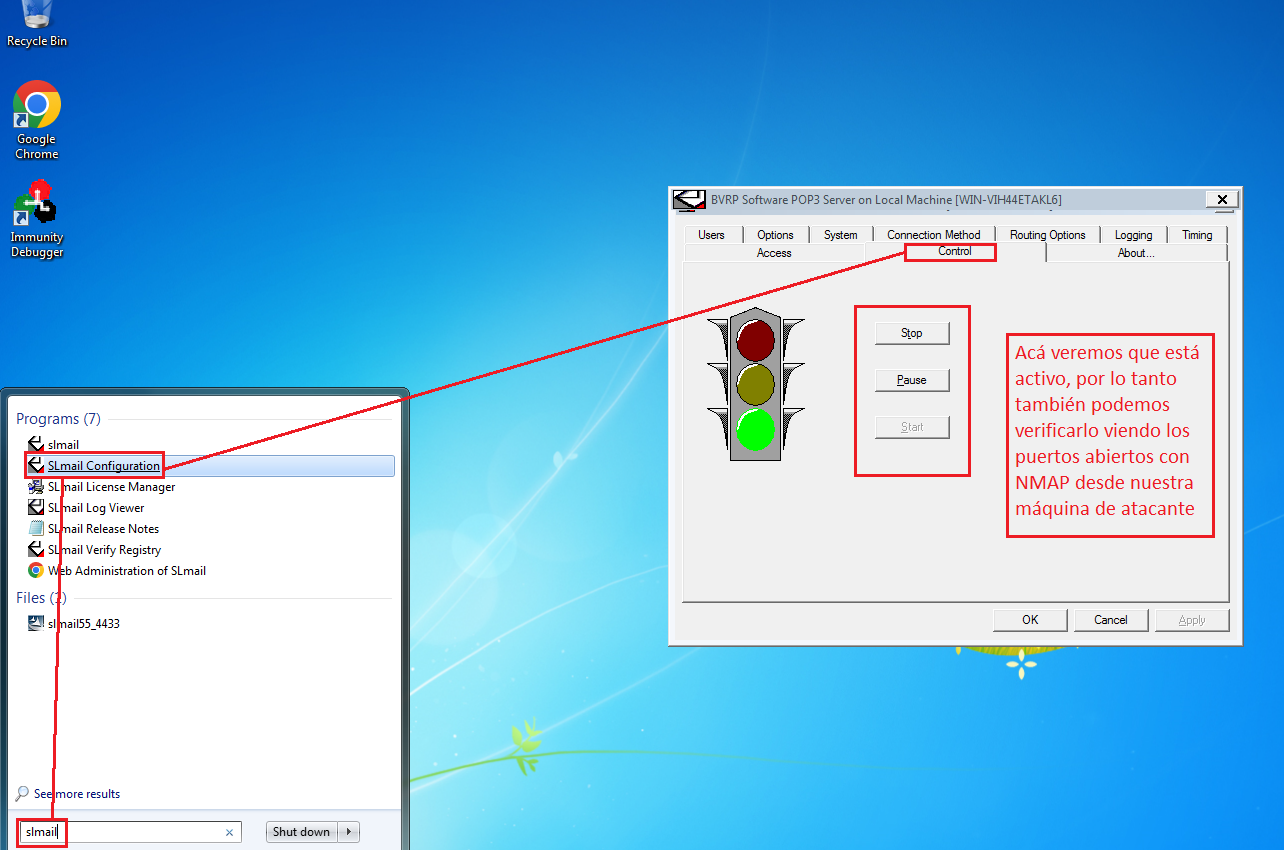 Recycle Bin
Google
Chrome
Immunity
Debugger
BVRP Software POP3 Server on Local Machine [WIN-VIH44ETAKL6]
Users
Options
System
Connection Method
Routing Options
Logging
Timing
Access
Control
About...
Stop
Pause
Start
Acá veremos que está
activo, por lo tanto
también podemos
verificarlo viendo los
puertos abiertos con
NMAP desde nuestra
máquina de atacante
OK
Cancel
Apply
Programs (7)
slmail
SLmail Configuration
SLmail License Manager
SLmail Log Viewer
SLmail Release Notes
SLmail Verify Registry
Web Administration of SLmail
Files (2)
slmail55_4433
See more results
slmail
Shut down